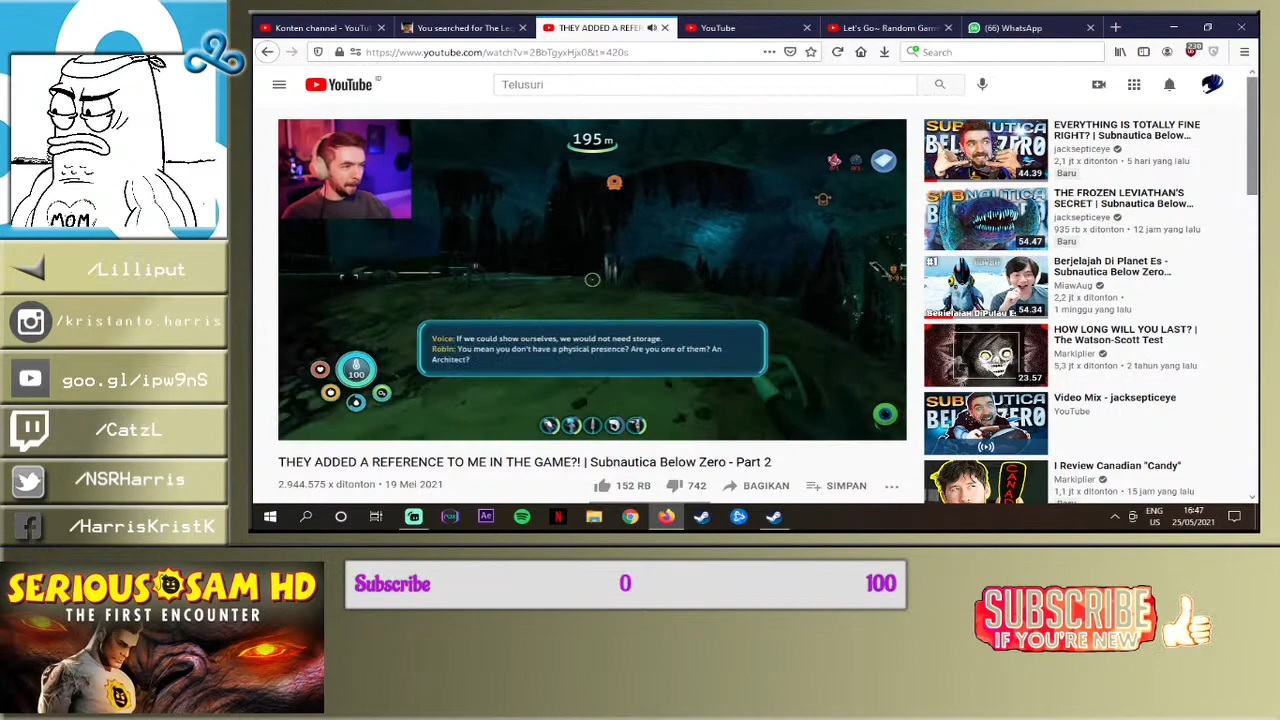 Konten channel - YouTu
You searched for The Le
THEY ADDED A REFER
YouTube
Let's Go~ Random Game
(66) WhatsApp
https://www.youtube.com/watch?v=2BbTgyxHjx0&t=420s
Search
230
YouTube ID
Telusuri
195 m
Voice: If we could show ourselves, we would not need storage.
Robin: You mean you don't have a physical presence? Are you one of them? An
Architect?
100
THEY ADDED A REFERENCE TO ME IN THE GAME?! | Subnautica Below Zero - Part 2
2.944.575 x ditonton • 19 Mei 2021
152 RB
742
BAGIKAN
SIMPAN
EVERYTHING IS TOTALLY FINE
RIGHT? | Subnautica Below...
jacksepticeye
2,1 jt x ditonton • 5 hari yang lalu
Baru
44.39
THE FROZEN LEVIATHAN'S
SECRET | Subnautica Below...
jacksepticeye
935 rb x ditonton • 12 jam yang lalu
Baru
54.47
Berjelajah Di Planet Es -
Subnautica Below Zero...
MiawAug
2,2 jt x ditonton •
1 minggu yang lalu
#1
54.34
HOW LONG WILL YOU LAST? |
The Watson-Scott Test
Markiplier
5,3 jt x ditonton • 2 tahun yang lalu
23.57
Video Mix - jacksepticeye
YouTube
I Review Canadian "Candy"
Markiplier
1,1 jt x ditonton • 15 jam yang lalu
ENG
US
16:47
25/05/2021
MOM
/Lilliput
/kristanto.harris
goo.gl/ipw9nS
/CatzL
/NSRHarris
/HarrisKristK
SERIOUS SAM HD
THE FIRST ENCOUNTER
Subscribe
0
100
SUBSCRIBE
IF YOU'RE NEW